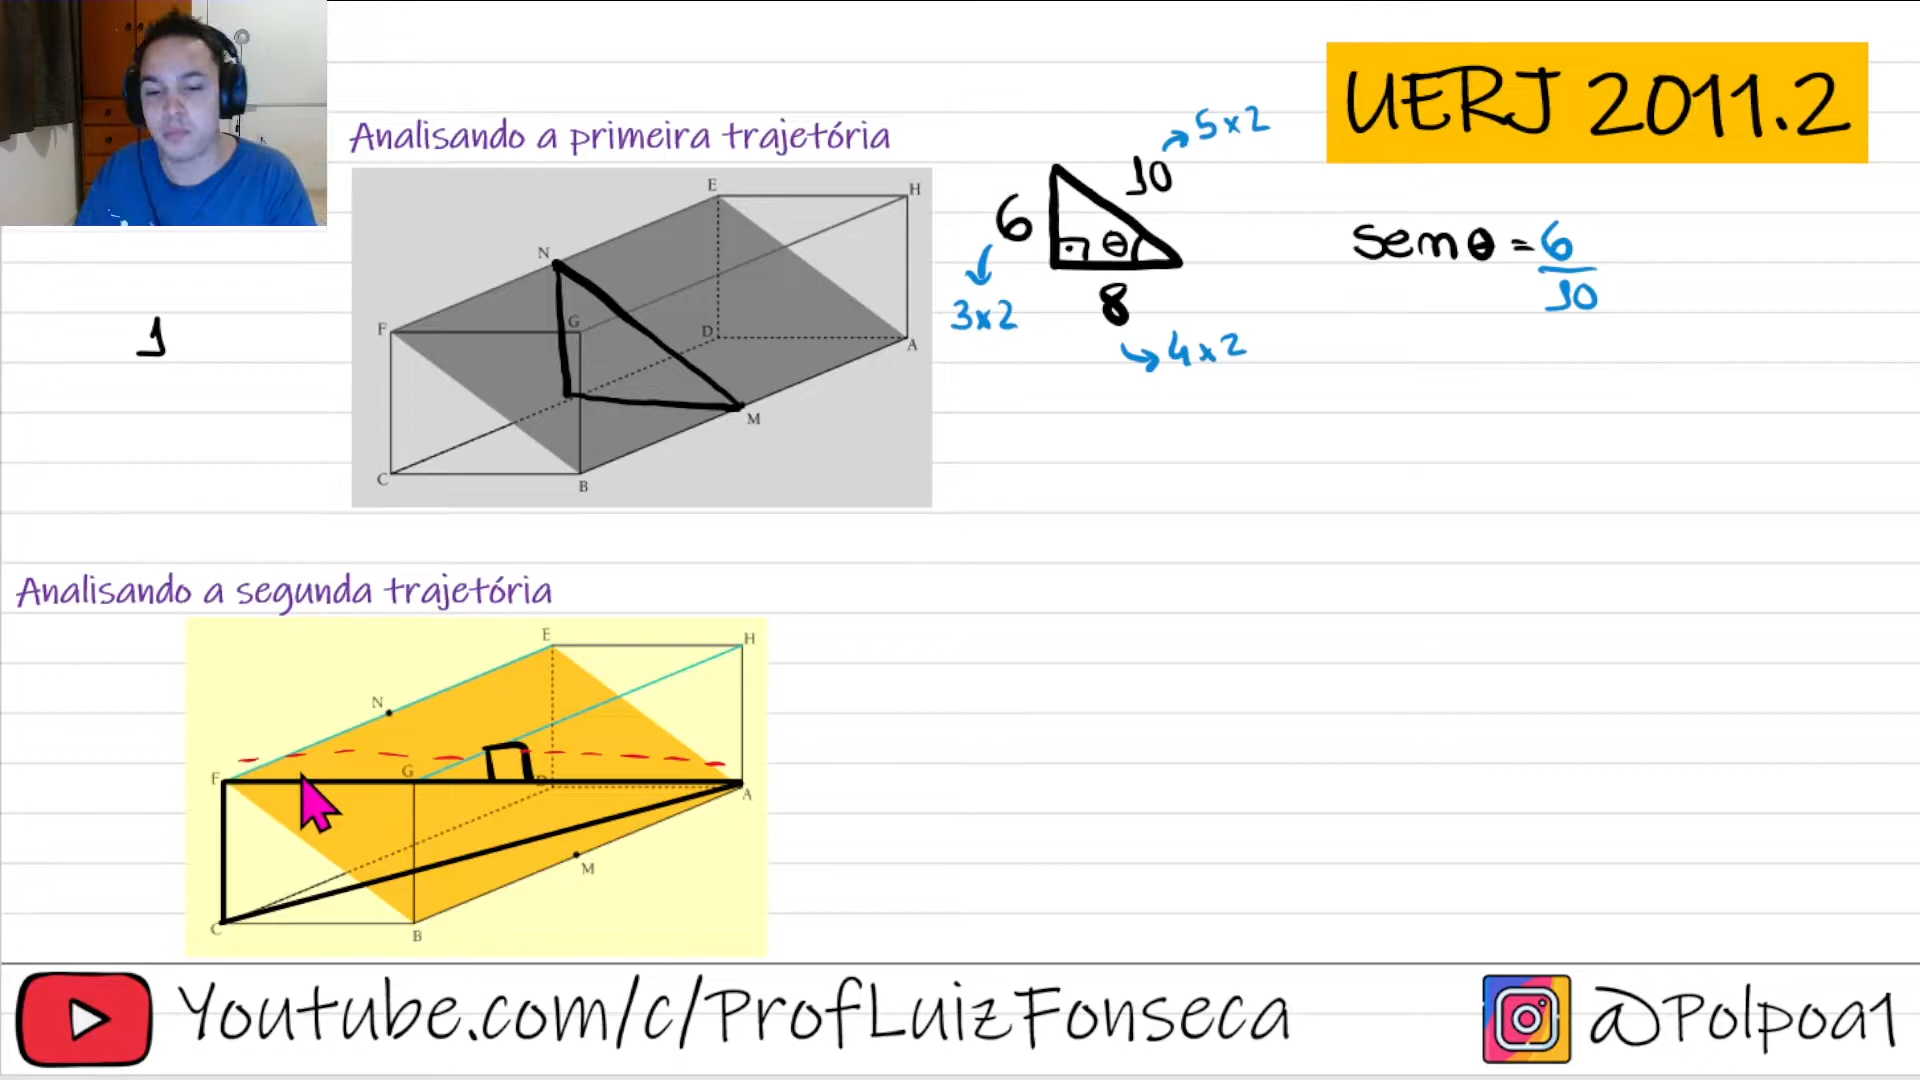 UERJ 2011.2
Analisando a primeira trajetória
E
H
N
F
G
D
A
M
C
B
6
10
5x2
θ
8
3x2
4x2
sen θ = 6
10
1
Analisando a segunda trajetória
E
H
N
F
G
D
A
M
C
B
Youtube.com/c/ProfLuizFonseca
@Polpoa1